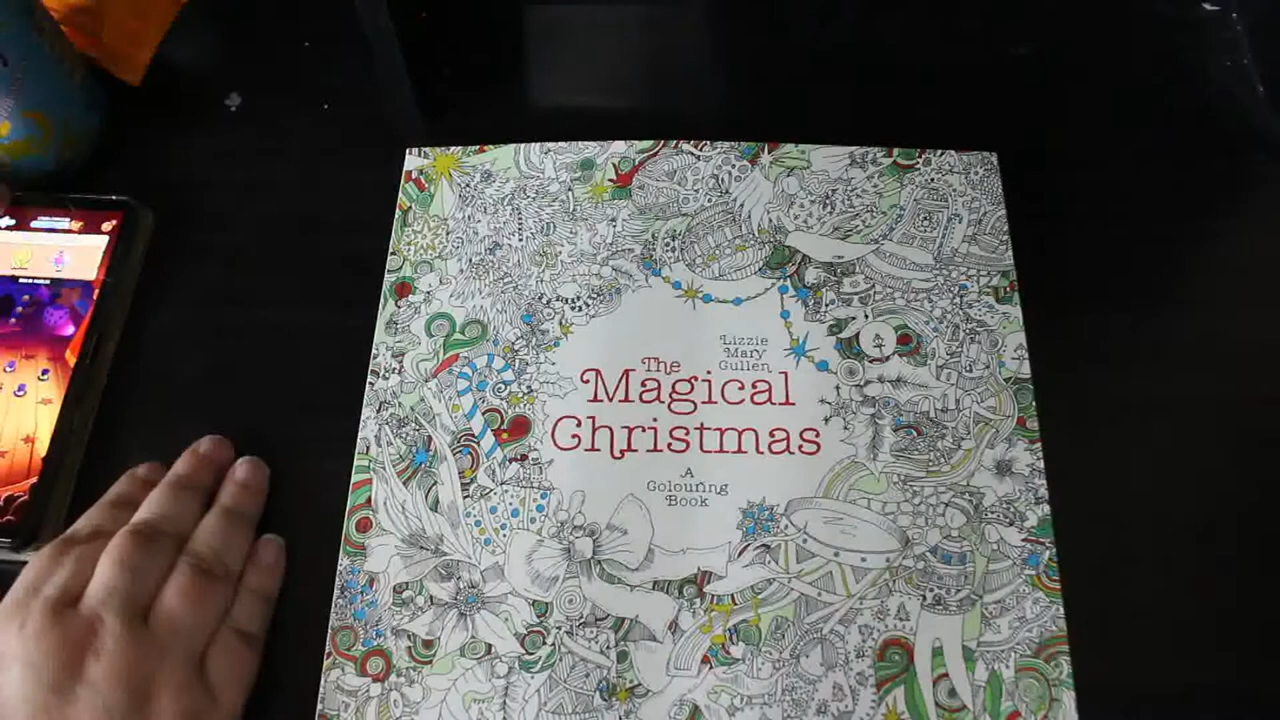 Lizzie
Mary
Cullen
The
Magical
Christmas
A
Colouring
Book